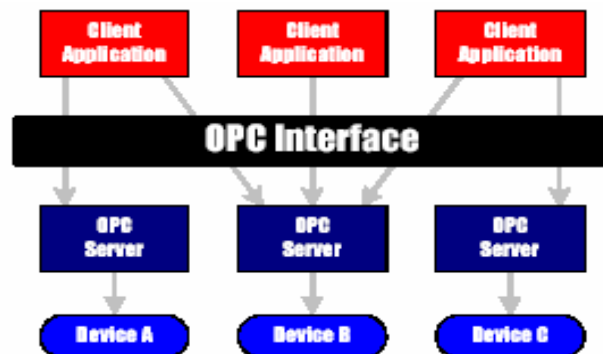 Client
Application
Client
Application
Client
Application
OPC Interface
OPC
Server
OPC
Server
OPC
Server
Device A
Device B
Device C